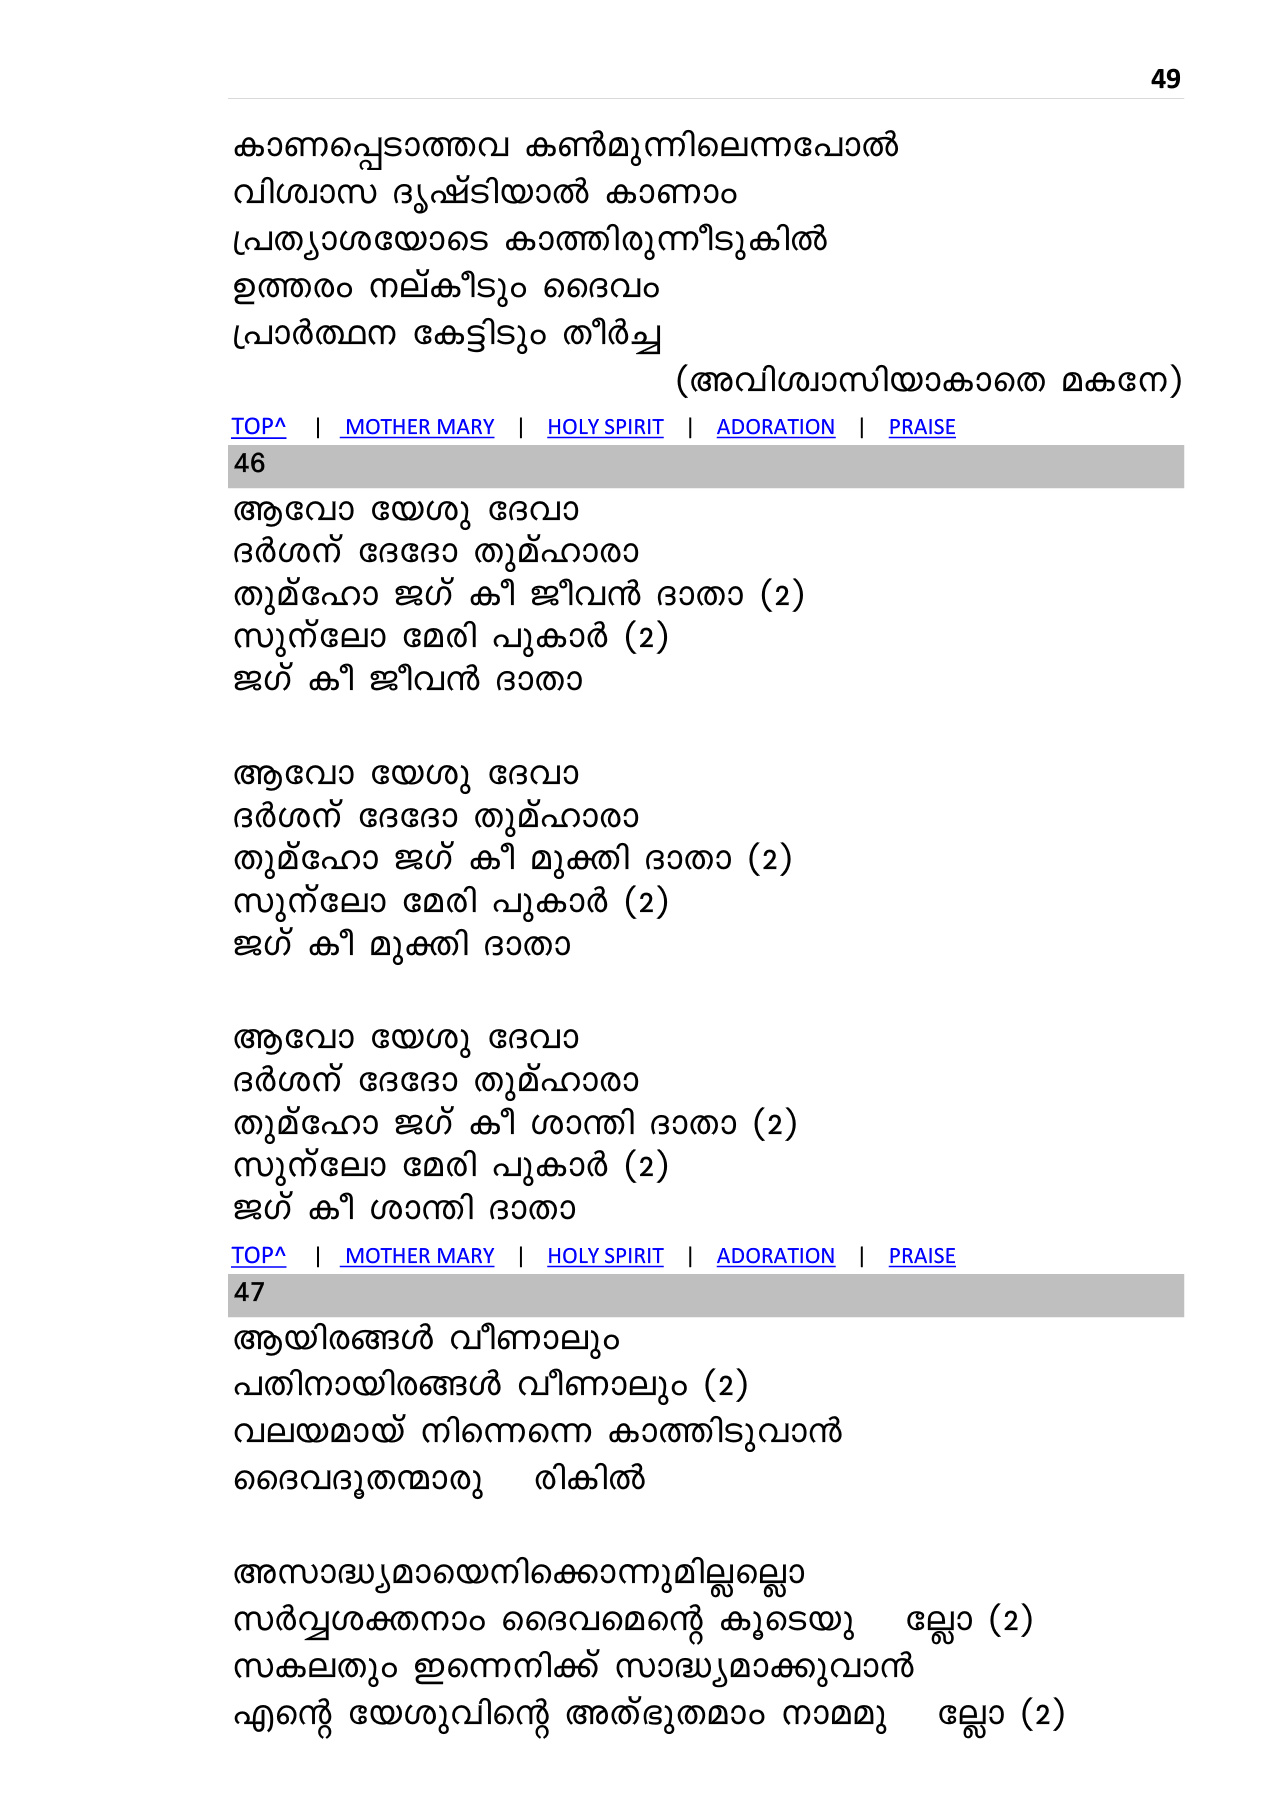 49
കാണപ്പെടാത്തവ കൺമുന്നിലെന്നപോൽ
വിശ്വാസ ദൃഷ്ടിയാൽ കാണാം
പ്രത്യാശയോടെ കാത്തിരുന്നീടുകിൽ
ഉത്തരം നല്കീടും ദൈവം
പ്രാർത്ഥന കേട്ടിടും തീർച്ച
(അവിശ്വാസിയാകാതെ മകനേ)
TOP^ | MOTHER MARY | HOLY SPIRIT | ADORATION | PRAISE
46
ആവോ യേശു ദേവാ
ദർശന് ദേദോ തുമ്ഹാരാ
തുമ്ഹോ ജഗ് കീ ജീവൻ ദാതാ (2)
സുന്ലോ മേരി പുകാർ (2)
ജഗ് കീ ജീവൻ ദാതാ
ആവോ യേശു ദേവാ
ദർശന് ദേദോ തുമ്ഹാരാ
തുമ്ഹോ ജഗ് കീ മുക്തി ദാതാ (2)
സുന്ലോ മേരി പുകാർ (2)
ജഗ് കീ മുക്തി ദാതാ
ആവോ യേശു ദേവാ
ദർശന് ദേദോ തുമ്ഹാരാ
തുമ്ഹോ ജഗ് കീ ശാന്തി ദാതാ (2)
സുന്ലോ മേരി പുകാർ (2)
ജഗ് കീ ശാന്തി ദാതാ
TOP^ | MOTHER MARY | HOLY SPIRIT | ADORATION | PRAISE
47
ആയിരങ്ങൾ വീണാലും
പതിനായിരങ്ങൾ വീണാലും (2)
വലയമായ് നിന്നെന്നെ കാത്തിടുവാൻ
ദൈവദൂതന്മാരു രികിൽ
അസാദ്ധ്യമായെനിക്കൊന്നുമില്ലല്ലൊ
സർവ്വശക്തനാം ദൈവമെന്റെ കൂടെയു ല്ലോ (2)
സകലതും ഇന്നെനിക്ക് സാദ്ധ്യമാക്കുവാൻ
എന്റെ യേശുവിന്റെ അത്ഭുതമാം നാമമു ല്ലോ (2)